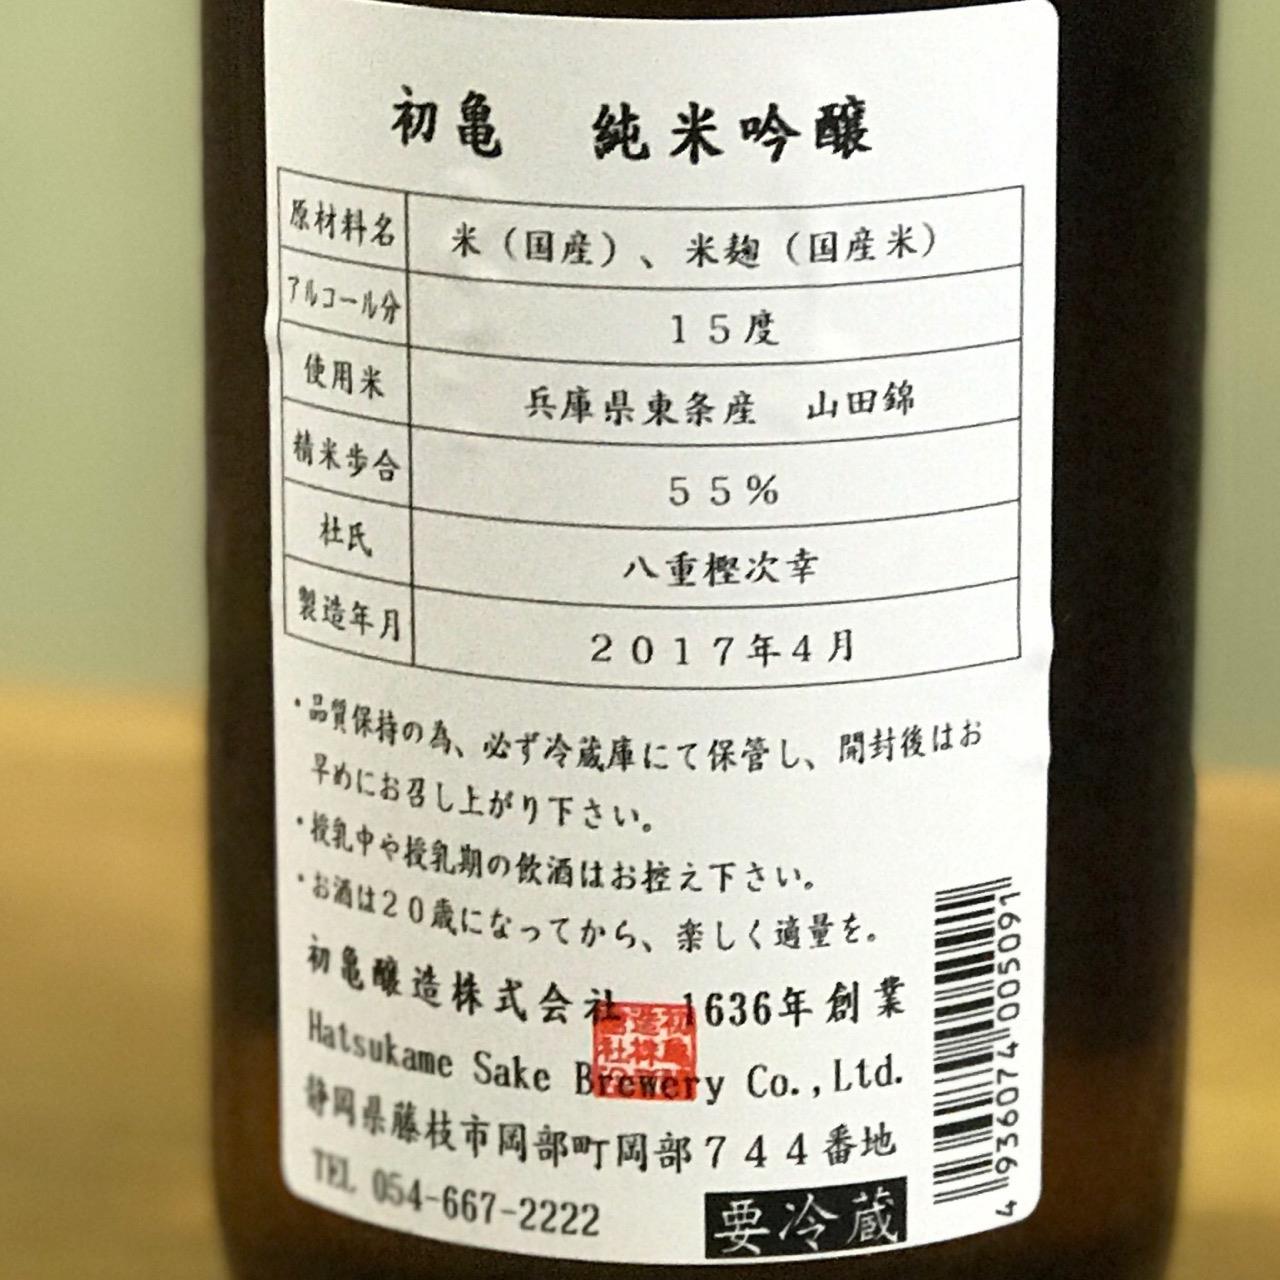 初亀　純米吟醸
原材料名　米（国産）、米麹（国産米）
アルコール分　１５度
使用米　兵庫県東条産　山田錦
精米歩合　５５％
杜氏　八重樫次幸
製造年月　２０１７年４月
・品質保持の為、必ず冷蔵庫にて保管し、開封後はお
早めにお召し上がり下さい。
・授乳中や授乳期の飲酒はお控え下さい。
・お酒は２０歳になってから、楽しく適量を。
初亀醸造株式会社　1636年創業
Hatsukame Sake Brewery Co.,Ltd.
静岡県藤枝市岡部町岡部７４４番地
TEL 054-667-2222
要冷蔵
4 936074 005091